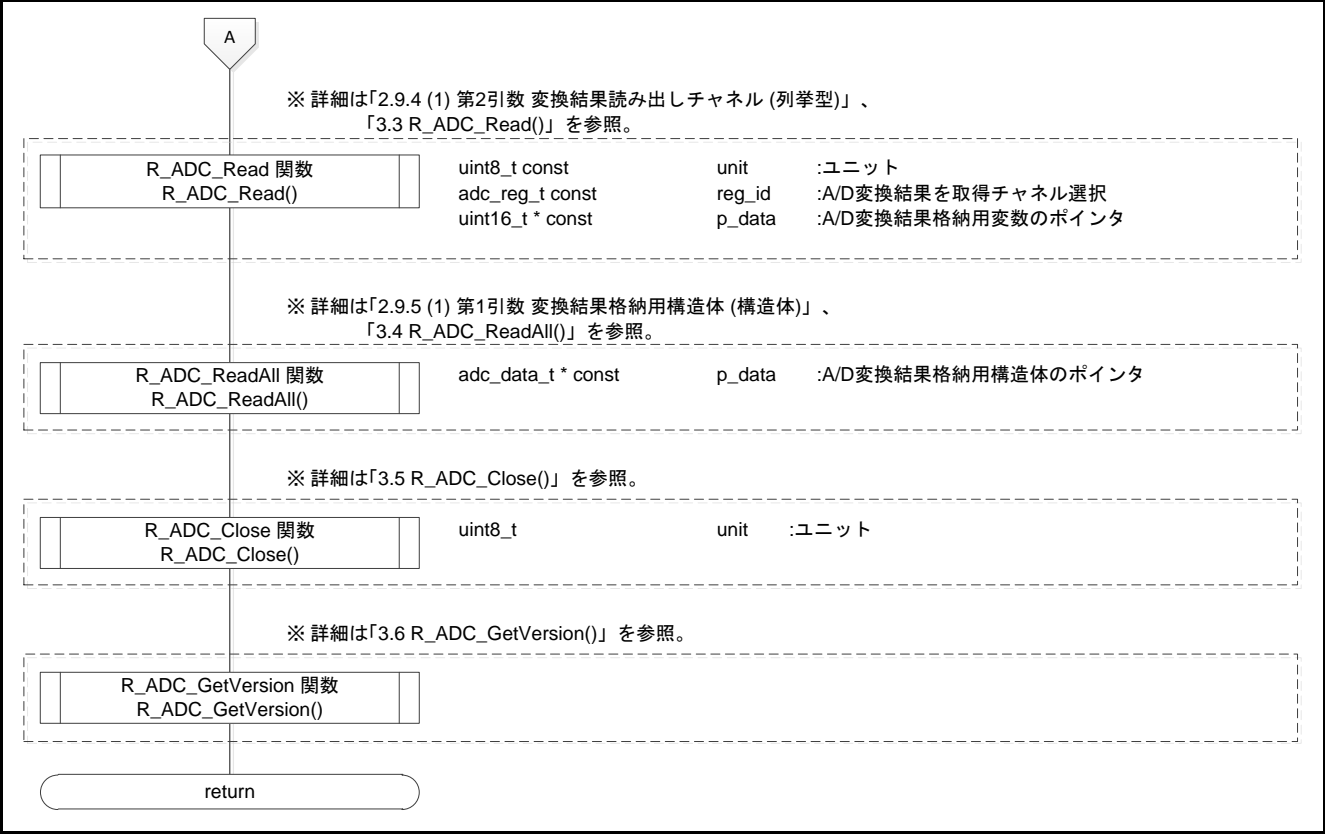 A
※ 詳細は「2.9.4 (1) 第2引数 変換結果読み出しチャネル (列挙型)」、
「3.3 R_ADC_Read()」を参照。
R_ADC_Read 関数
R_ADC_Read()
uint8_t const unit :ユニット
adc_reg_t const reg_id :A/D変換結果を取得チャネル選択
uint16_t * const p_data :A/D変換結果格納用変数のポインタ
※ 詳細は「2.9.5 (1) 第1引数 変換結果格納用構造体 (構造体)」、
「3.4 R_ADC_ReadAll()」を参照。
R_ADC_ReadAll 関数
R_ADC_ReadAll()
adc_data_t * const p_data :A/D変換結果格納用構造体のポインタ
※ 詳細は「3.5 R_ADC_Close()」を参照。
R_ADC_Close 関数
R_ADC_Close()
uint8_t unit :ユニット
※ 詳細は「3.6 R_ADC_GetVersion()」を参照。
R_ADC_GetVersion 関数
R_ADC_GetVersion()
return